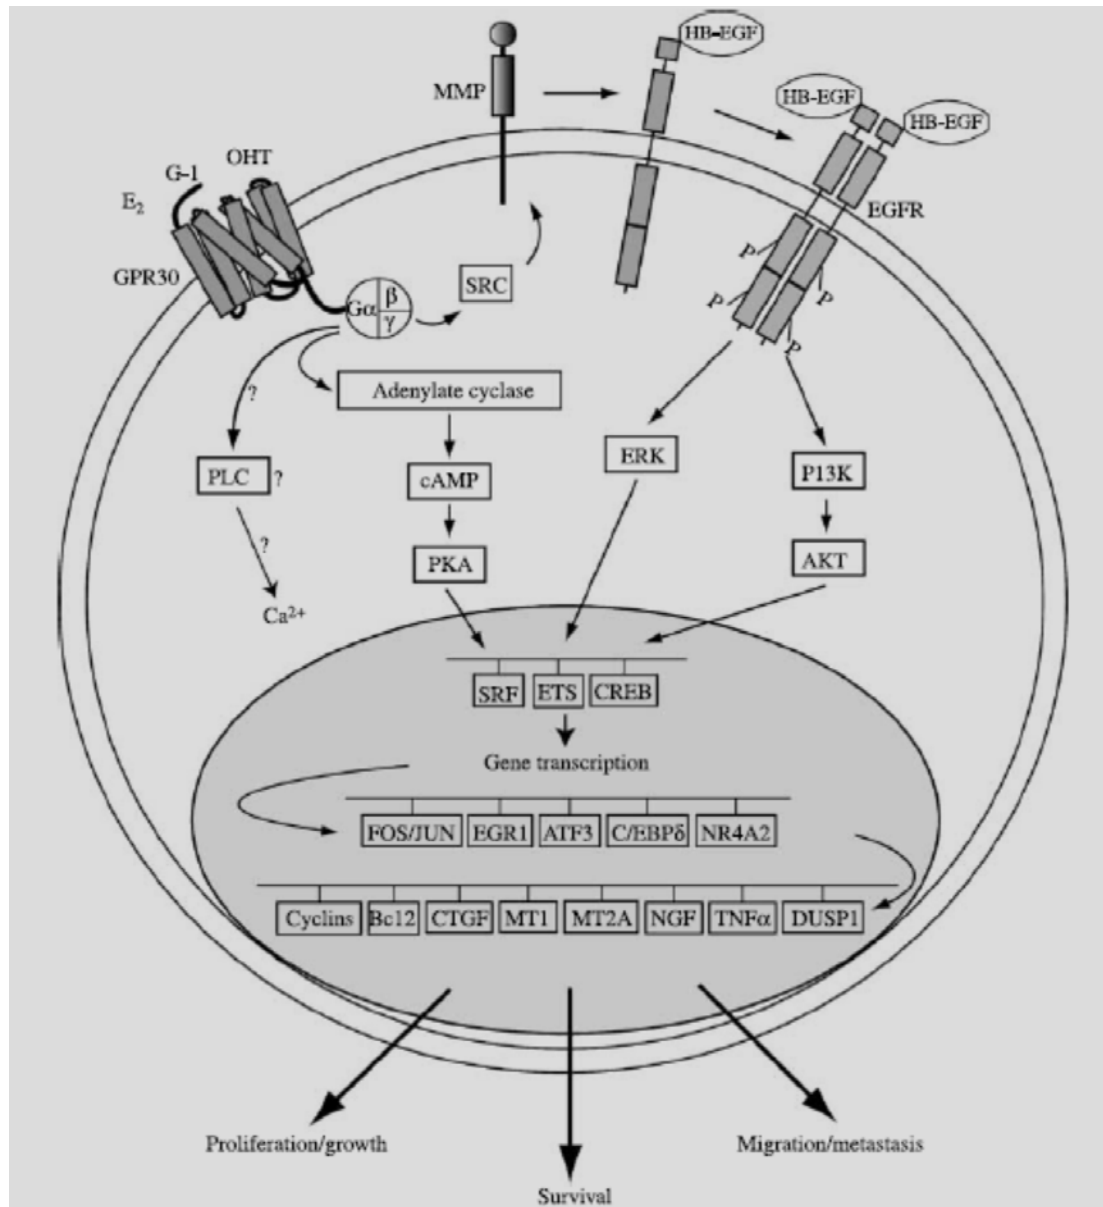 HB-EGF
MMP
HB-EGF
HB-EGF
OHT
G-1
E₂
EGFR
GPR30
P
P
P
P
SRC
Gα
β
γ
?
Adenylate cyclase
PLC
?
cAMP
ERK
P13K
?
PKA
AKT
Ca²⁺
SRF
ETS
CREB
Gene transcription
FOS/JUN
EGR1
ATF3
C/EBPδ
NR4A2
Cyclins
Bc12
CTGF
MT1
MT2A
NGF
TNFα
DUSP1
Proliferation/growth
Migration/metastasis
Survival